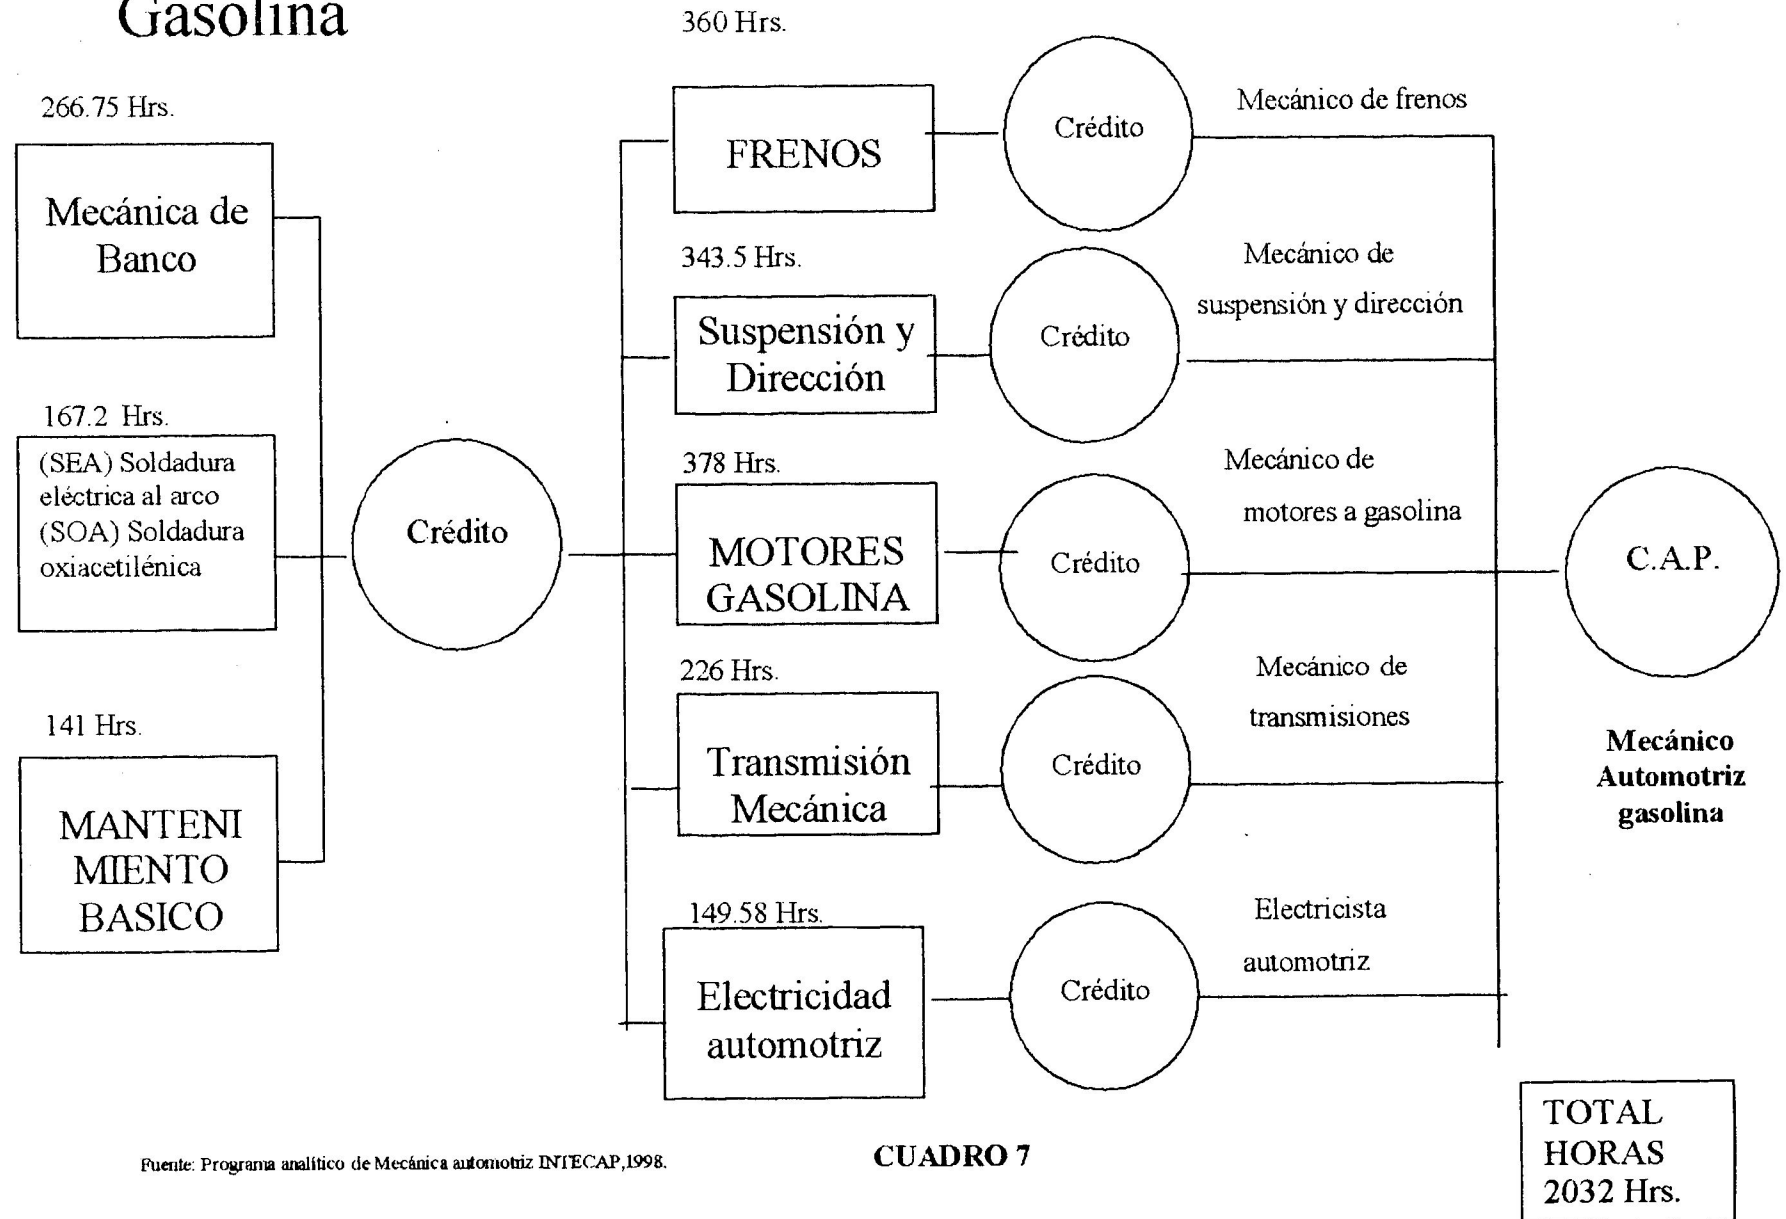 Gasolina
266.75 Hrs.
Mecánica de
Banco
167.2 Hrs.
(SEA) Soldadura
eléctrica al arco
(SOA) Soldadura
oxiacetilénica
141 Hrs.
MANTENI
MIENTO
BASICO
Crédito
360 Hrs.
FRENOS
Crédito
Mecánico de frenos
343.5 Hrs.
Suspensión y
Dirección
Crédito
Mecánico de
suspensión y dirección
378 Hrs.
MOTORES
GASOLINA
Crédito
Mecánico de
motores a gasolina
226 Hrs.
Transmisión
Mecánica
Crédito
Mecánico de
transmisiones
149.58 Hrs.
Electricidad
automotriz
Crédito
Electricista
automotriz
C.A.P.
Mecánico
Automotriz
gasolina
TOTAL
HORAS
2032 Hrs.
Fuente: Programa analítico de Mecánica automotriz INTECAP,1998.
CUADRO 7